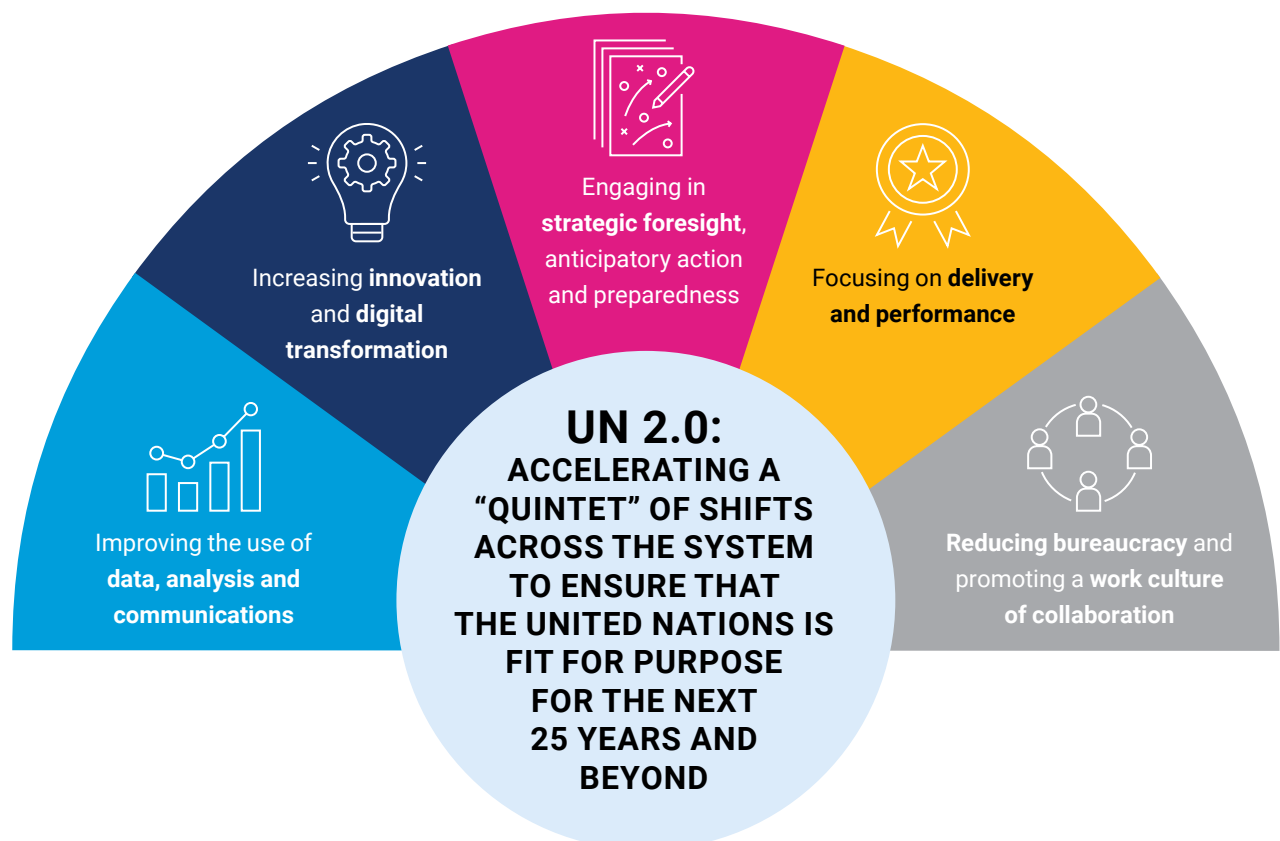 Improving the use of
data, analysis and
communications
Increasing innovation
and digital
transformation
Engaging in
strategic foresight,
anticipatory action
and preparedness
Focusing on delivery
and performance
Reducing bureaucracy and
promoting a work culture
of collaboration
UN 2.0:
ACCELERATING A
“QUINTET” OF SHIFTS
ACROSS THE SYSTEM
TO ENSURE THAT
THE UNITED NATIONS IS
FIT FOR PURPOSE
FOR THE NEXT
25 YEARS AND
BEYOND